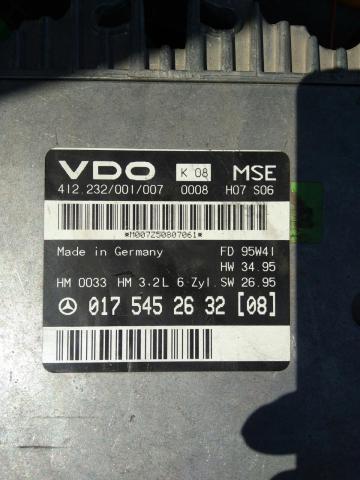 VDO K 08 MSE
412.232/001/007 0008 H07 S06
*M007Z50807061*
Made in Germany FD 95W41
HW 34.95
HM 0033 HM 3.2L 6 Zyl. SW 26.95
017 545 26 32 [08]